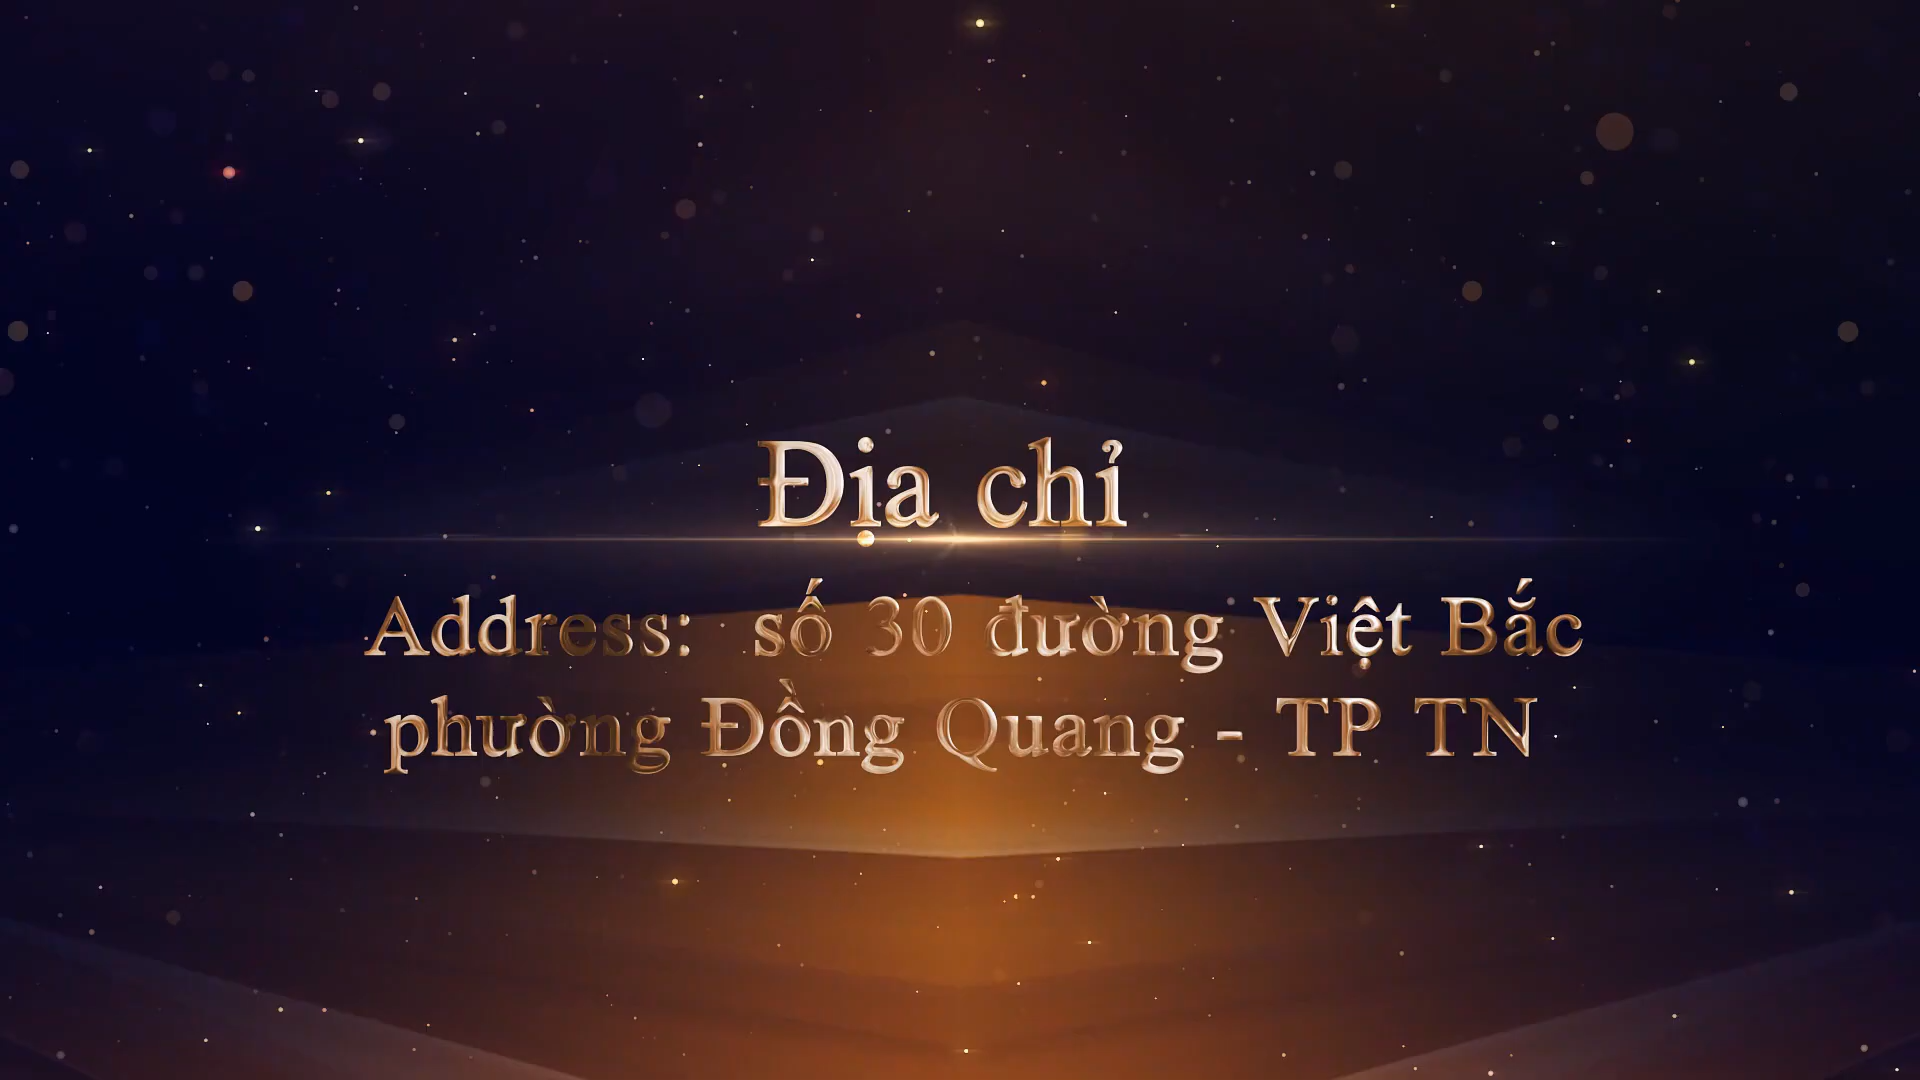 Địa chỉ
Address: số 30 đường Việt Bắc
phường Đồng Quang - TP TN